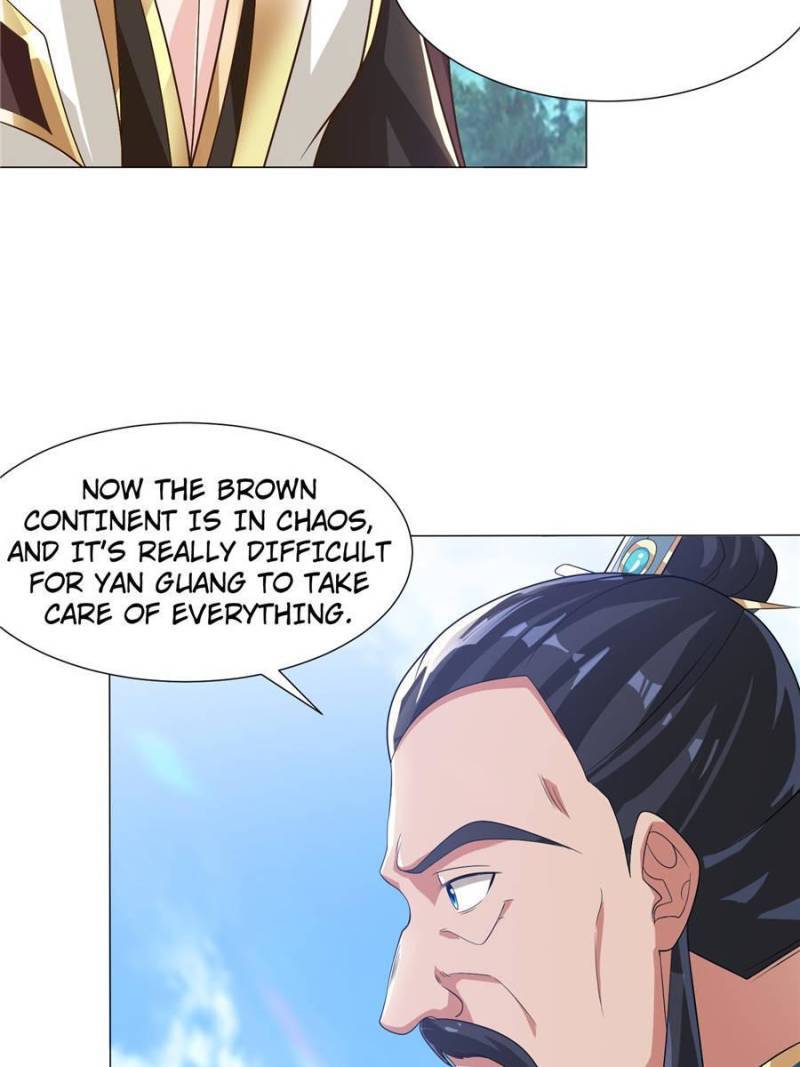 NOW THE BROWN
CONTINENT IS IN CHAOS,
AND IT'S REALLY DIFFICULT
FOR YAN GUANG TO TAKE
CARE OF EVERYTHING.